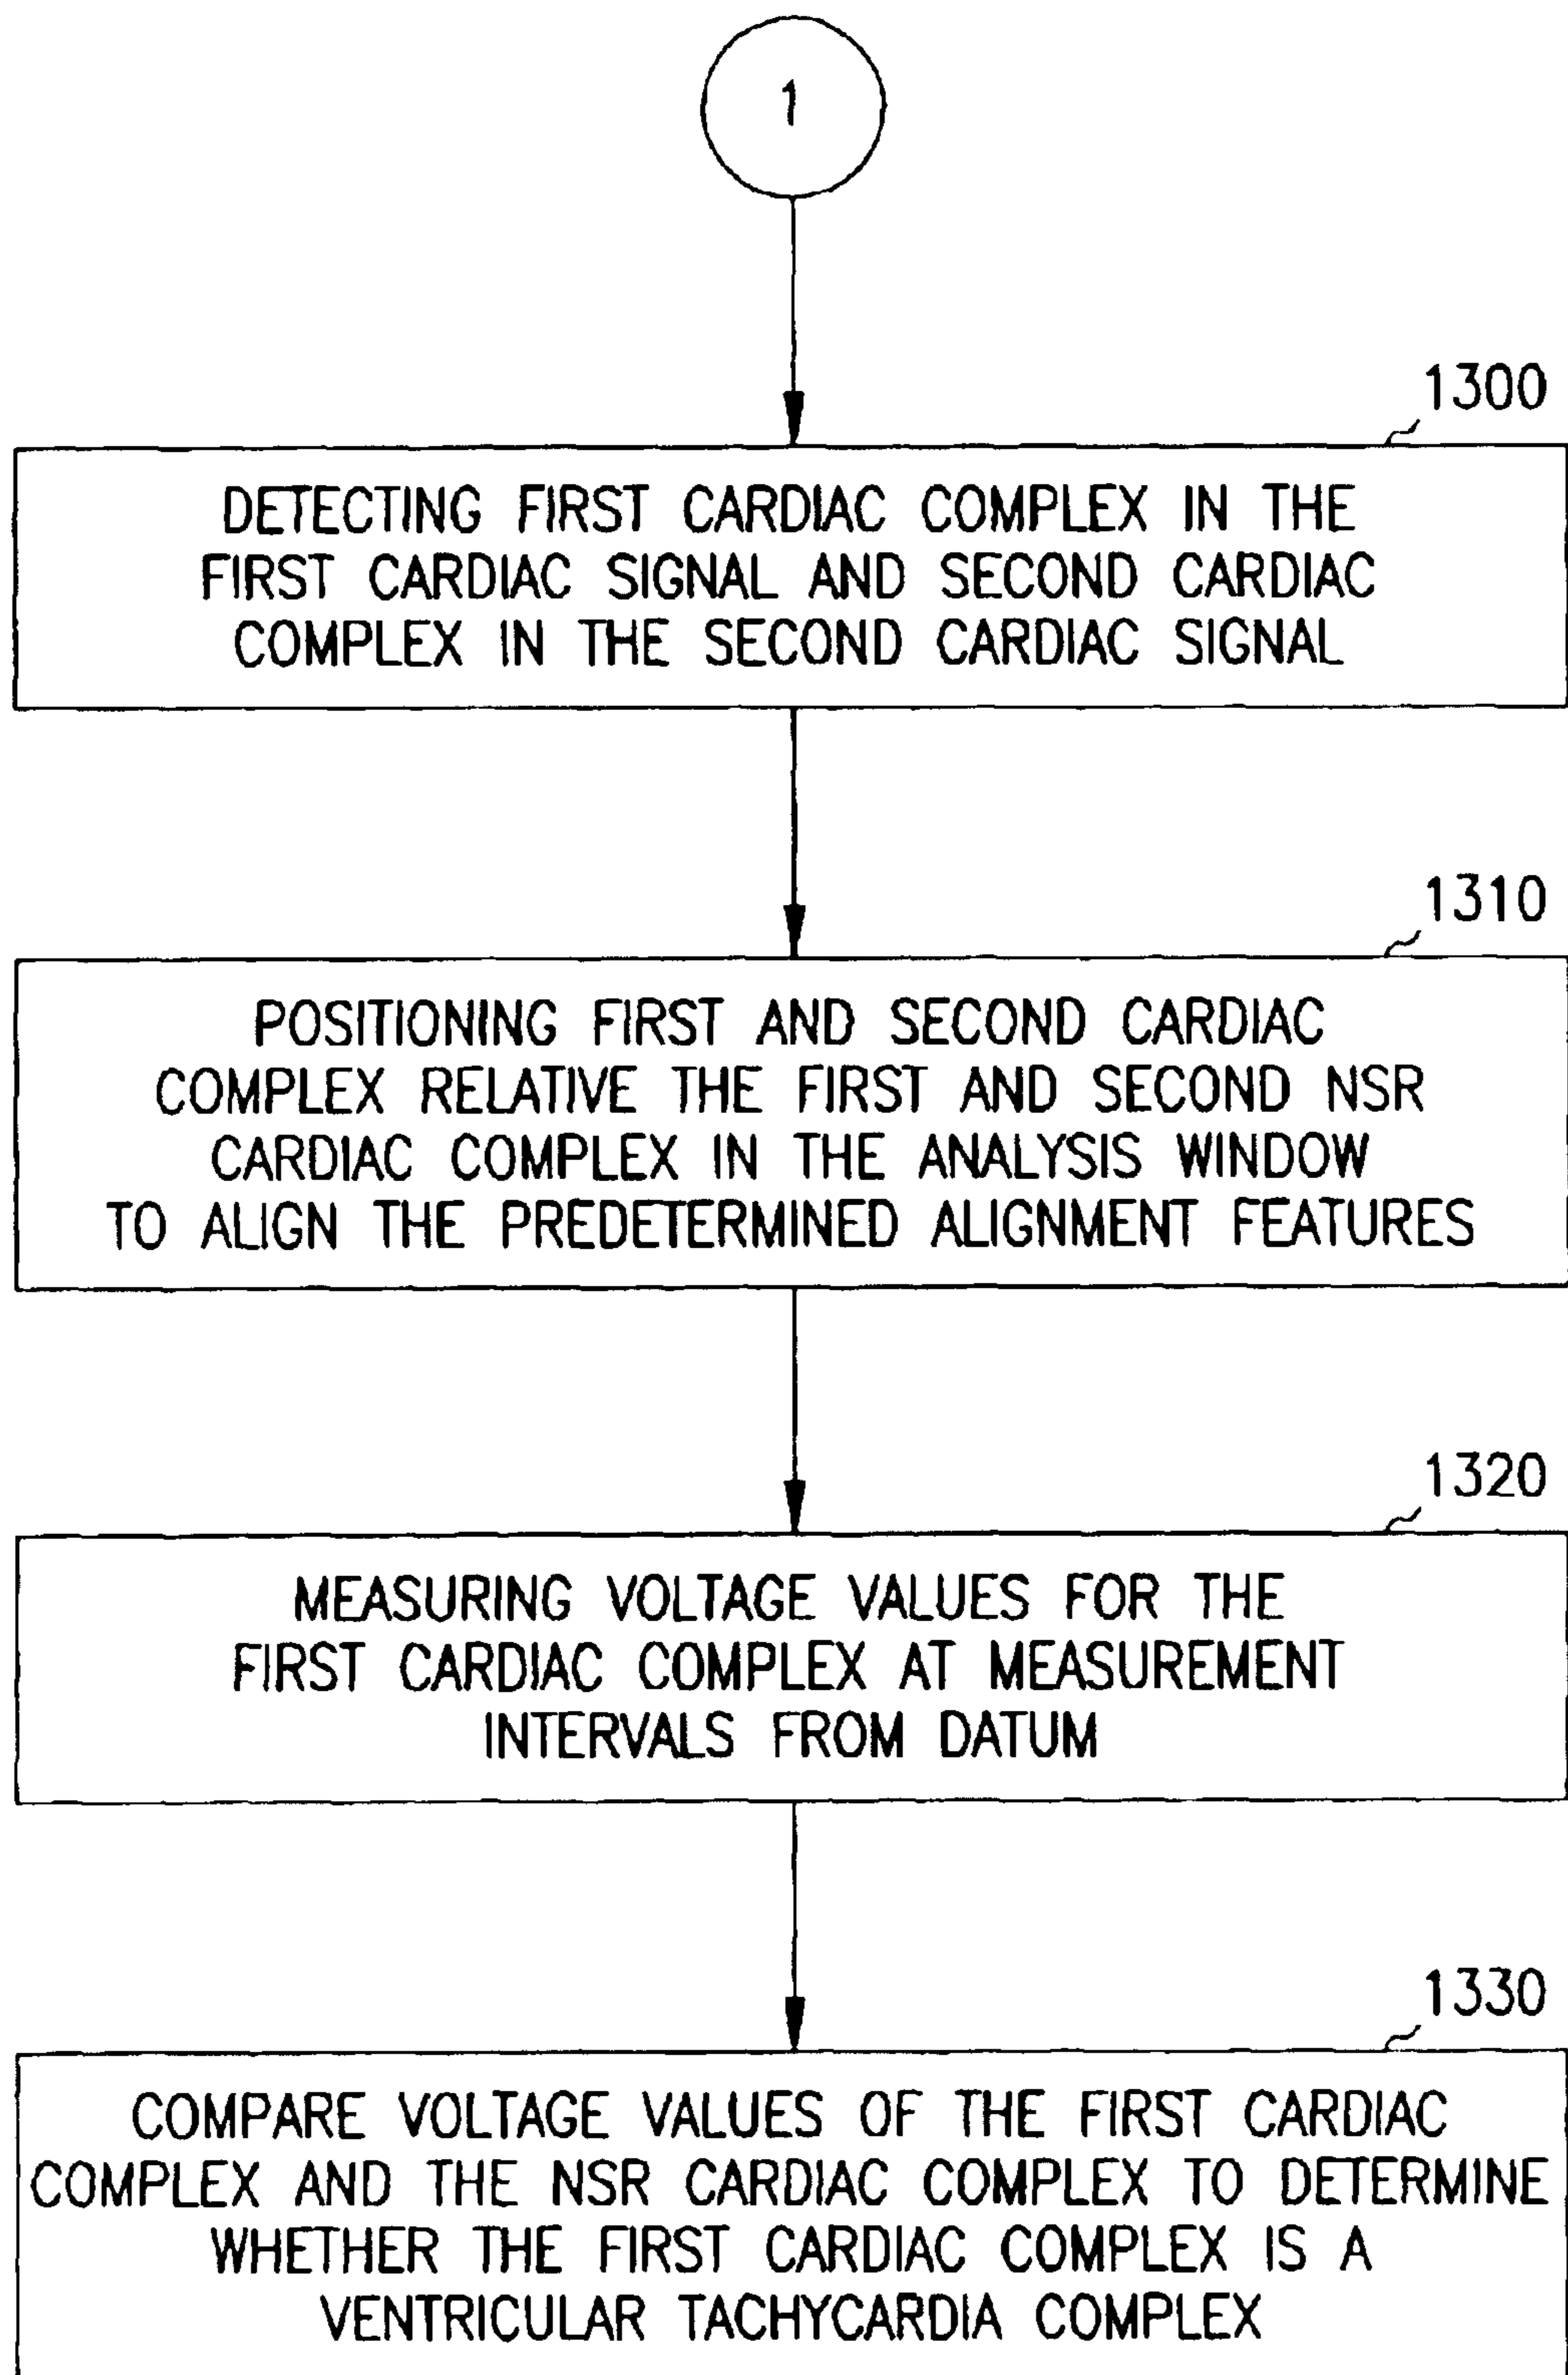 1
1300
DETECTING FIRST CARDIAC COMPLEX IN THE
FIRST CARDIAC SIGNAL AND SECOND CARDIAC
COMPLEX IN THE SECOND CARDIAC SIGNAL
1310
POSITIONING FIRST AND SECOND CARDIAC
COMPLEX RELATIVE THE FIRST AND SECOND NSR
CARDIAC COMPLEX IN THE ANALYSIS WINDOW
TO ALIGN THE PREDETERMINED ALIGNMENT FEATURES
1320
MEASURING VOLTAGE VALUES FOR THE
FIRST CARDIAC COMPLEX AT MEASUREMENT
INTERVALS FROM DATUM
1330
COMPARE VOLTAGE VALUES OF THE FIRST CARDIAC
COMPLEX AND THE NSR CARDIAC COMPLEX TO DETERMINE
WHETHER THE FIRST CARDIAC COMPLEX IS A
VENTRICULAR TACHYCARDIA COMPLEX